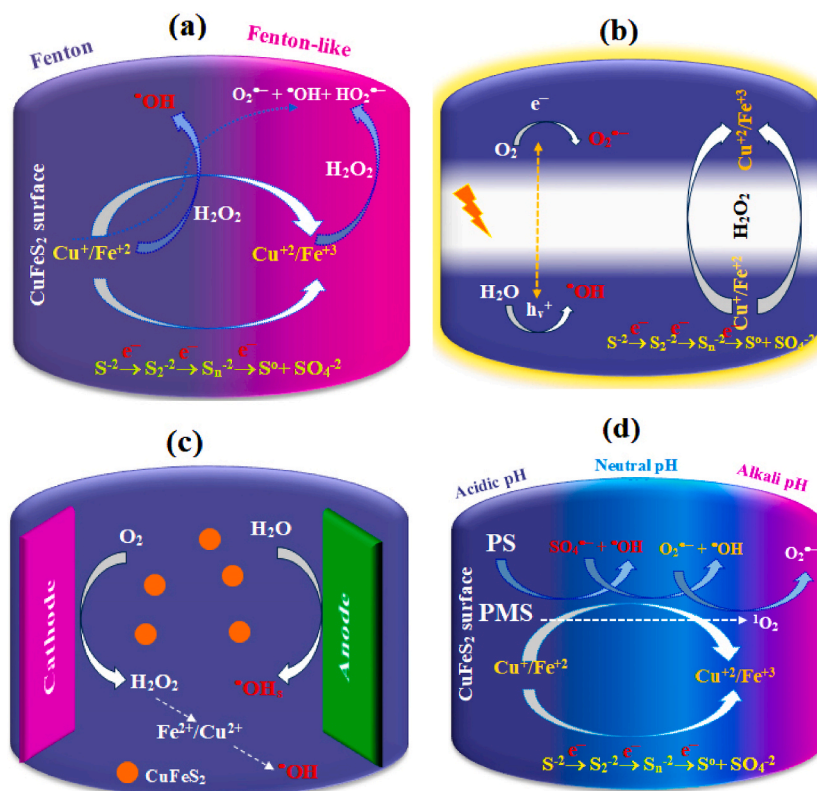 (a)
Fenton
Fenton-like
•OH
O₂•− + •OH+ HO₂•−
H₂O₂
H₂O₂
CuFeS₂ surface
Cu⁺/Fe⁺²
Cu⁺²/Fe⁺³
e⁻ e⁻ e⁻
S⁻²→S₂⁻²→Sₙ⁻²→S⁰+ SO₄⁻²
(b)
e⁻
O₂
O₂•−
Cu⁺²/Fe⁺³
H₂O₂
H₂O
•OH
hᵥ⁺
Cu⁺/Fe⁺²
e⁻ e⁻ e⁻
S⁻²→S₂⁻²→Sₙ⁻²→S⁰+ SO₄⁻²
(c)
O₂
H₂O
Cathode
Anode
H₂O₂
•OHₛ
Fe²⁺/Cu²⁺
CuFeS₂
•OH
(d)
Acidic pH
Neutral pH
Alkali pH
PS
SO₄•− + •OH
O₂•− + •OH
O₂•−
PMS
¹O₂
CuFeS₂ surface
Cu⁺/Fe⁺²
Cu⁺²/Fe⁺³
e⁻ e⁻ e⁻
S⁻²→S₂⁻²→Sₙ⁻²→S⁰+ SO₄⁻²